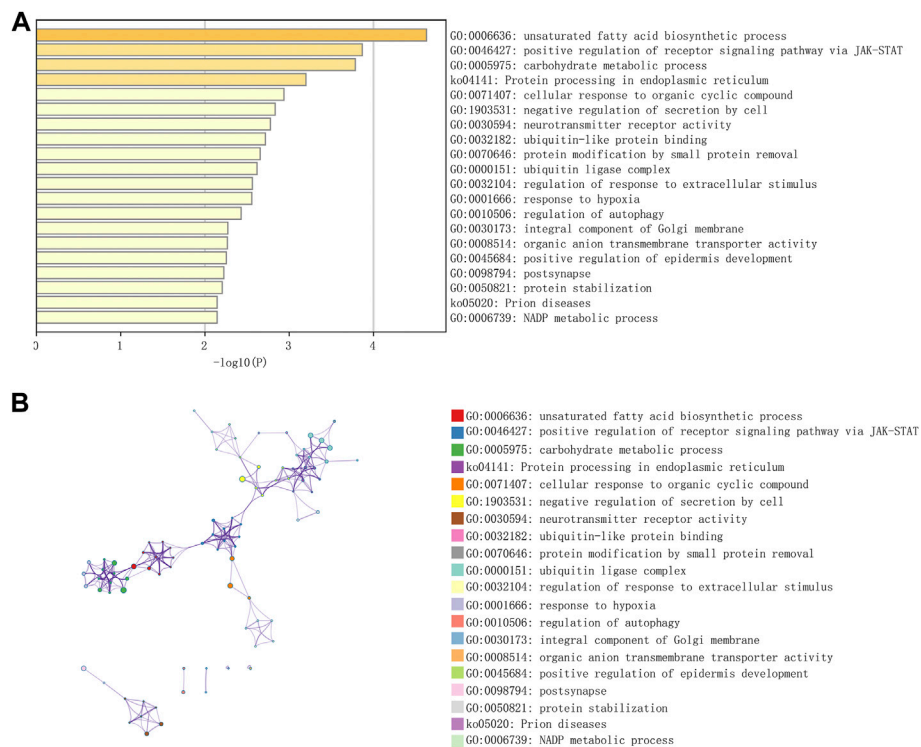 A
GO:0006636: unsaturated fatty acid biosynthetic process
GO:0046427: positive regulation of receptor signaling pathway via JAK-STAT
GO:0005975: carbohydrate metabolic process
ko04141: Protein processing in endoplasmic reticulum
GO:0071407: cellular response to organic cyclic compound
GO:1903531: negative regulation of secretion by cell
GO:0030594: neurotransmitter receptor activity
GO:0032182: ubiquitin-like protein binding
GO:0070646: protein modification by small protein removal
GO:0000151: ubiquitin ligase complex
GO:0032104: regulation of response to extracellular stimulus
GO:0001666: response to hypoxia
GO:0010506: regulation of autophagy
GO:0030173: integral component of Golgi membrane
GO:0008514: organic anion transmembrane transporter activity
GO:0045684: positive regulation of epidermis development
GO:0098794: postsynapse
GO:0050821: protein stabilization
ko05020: Prion diseases
GO:0006739: NADP metabolic process
0 1 2 3 4
-log10(P)
B
GO:0006636: unsaturated fatty acid biosynthetic process
GO:0046427: positive regulation of receptor signaling pathway via JAK-STAT
GO:0005975: carbohydrate metabolic process
ko04141: Protein processing in endoplasmic reticulum
GO:0071407: cellular response to organic cyclic compound
GO:1903531: negative regulation of secretion by cell
GO:0030594: neurotransmitter receptor activity
GO:0032182: ubiquitin-like protein binding
GO:0070646: protein modification by small protein removal
GO:0000151: ubiquitin ligase complex
GO:0032104: regulation of response to extracellular stimulus
GO:0001666: response to hypoxia
GO:0010506: regulation of autophagy
GO:0030173: integral component of Golgi membrane
GO:0008514: organic anion transmembrane transporter activity
GO:0045684: positive regulation of epidermis development
GO:0098794: postsynapse
GO:0050821: protein stabilization
ko05020: Prion diseases
GO:0006739: NADP metabolic process